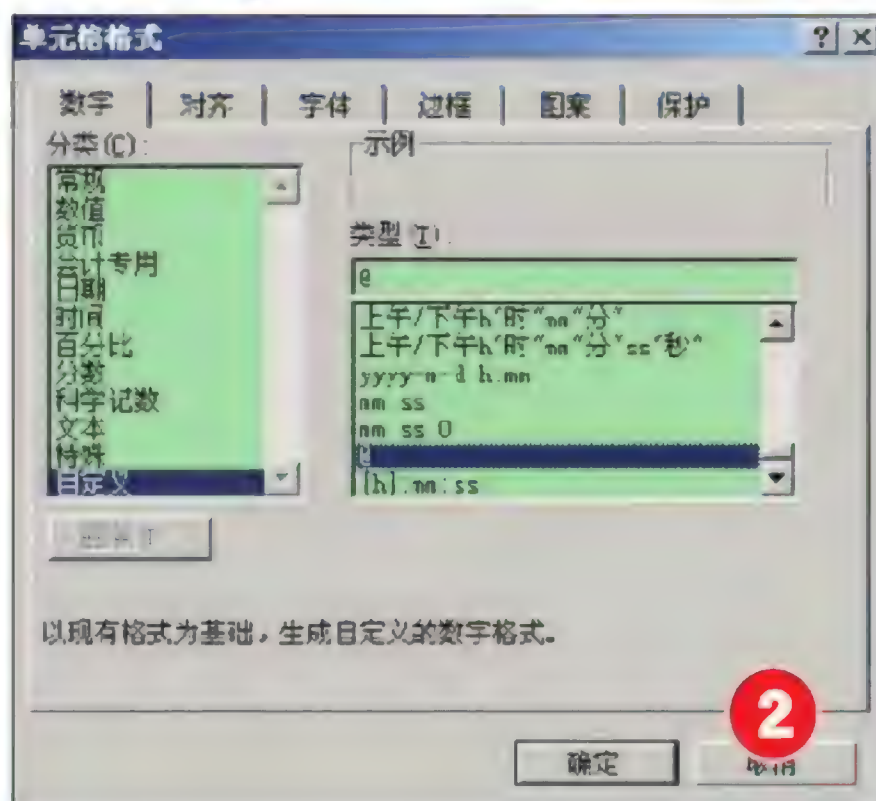 单元格格式
? ×
数字 对齐 字体 边框 图案 保护
分类(C):
常规
数值
货币
会计专用
日期
时间
百分比
分数
科学记数
文本
特殊
自定义
示例
类型(T):
@
上午/下午h"时"mm"分"
上午/下午h"时"mm"分"ss"秒"
yyyy-m-d h:mm
mm:ss
mm:ss.0
@
[h]:mm:ss
以现有格式为基础，生成自定义的数字格式。
2
确定
取消